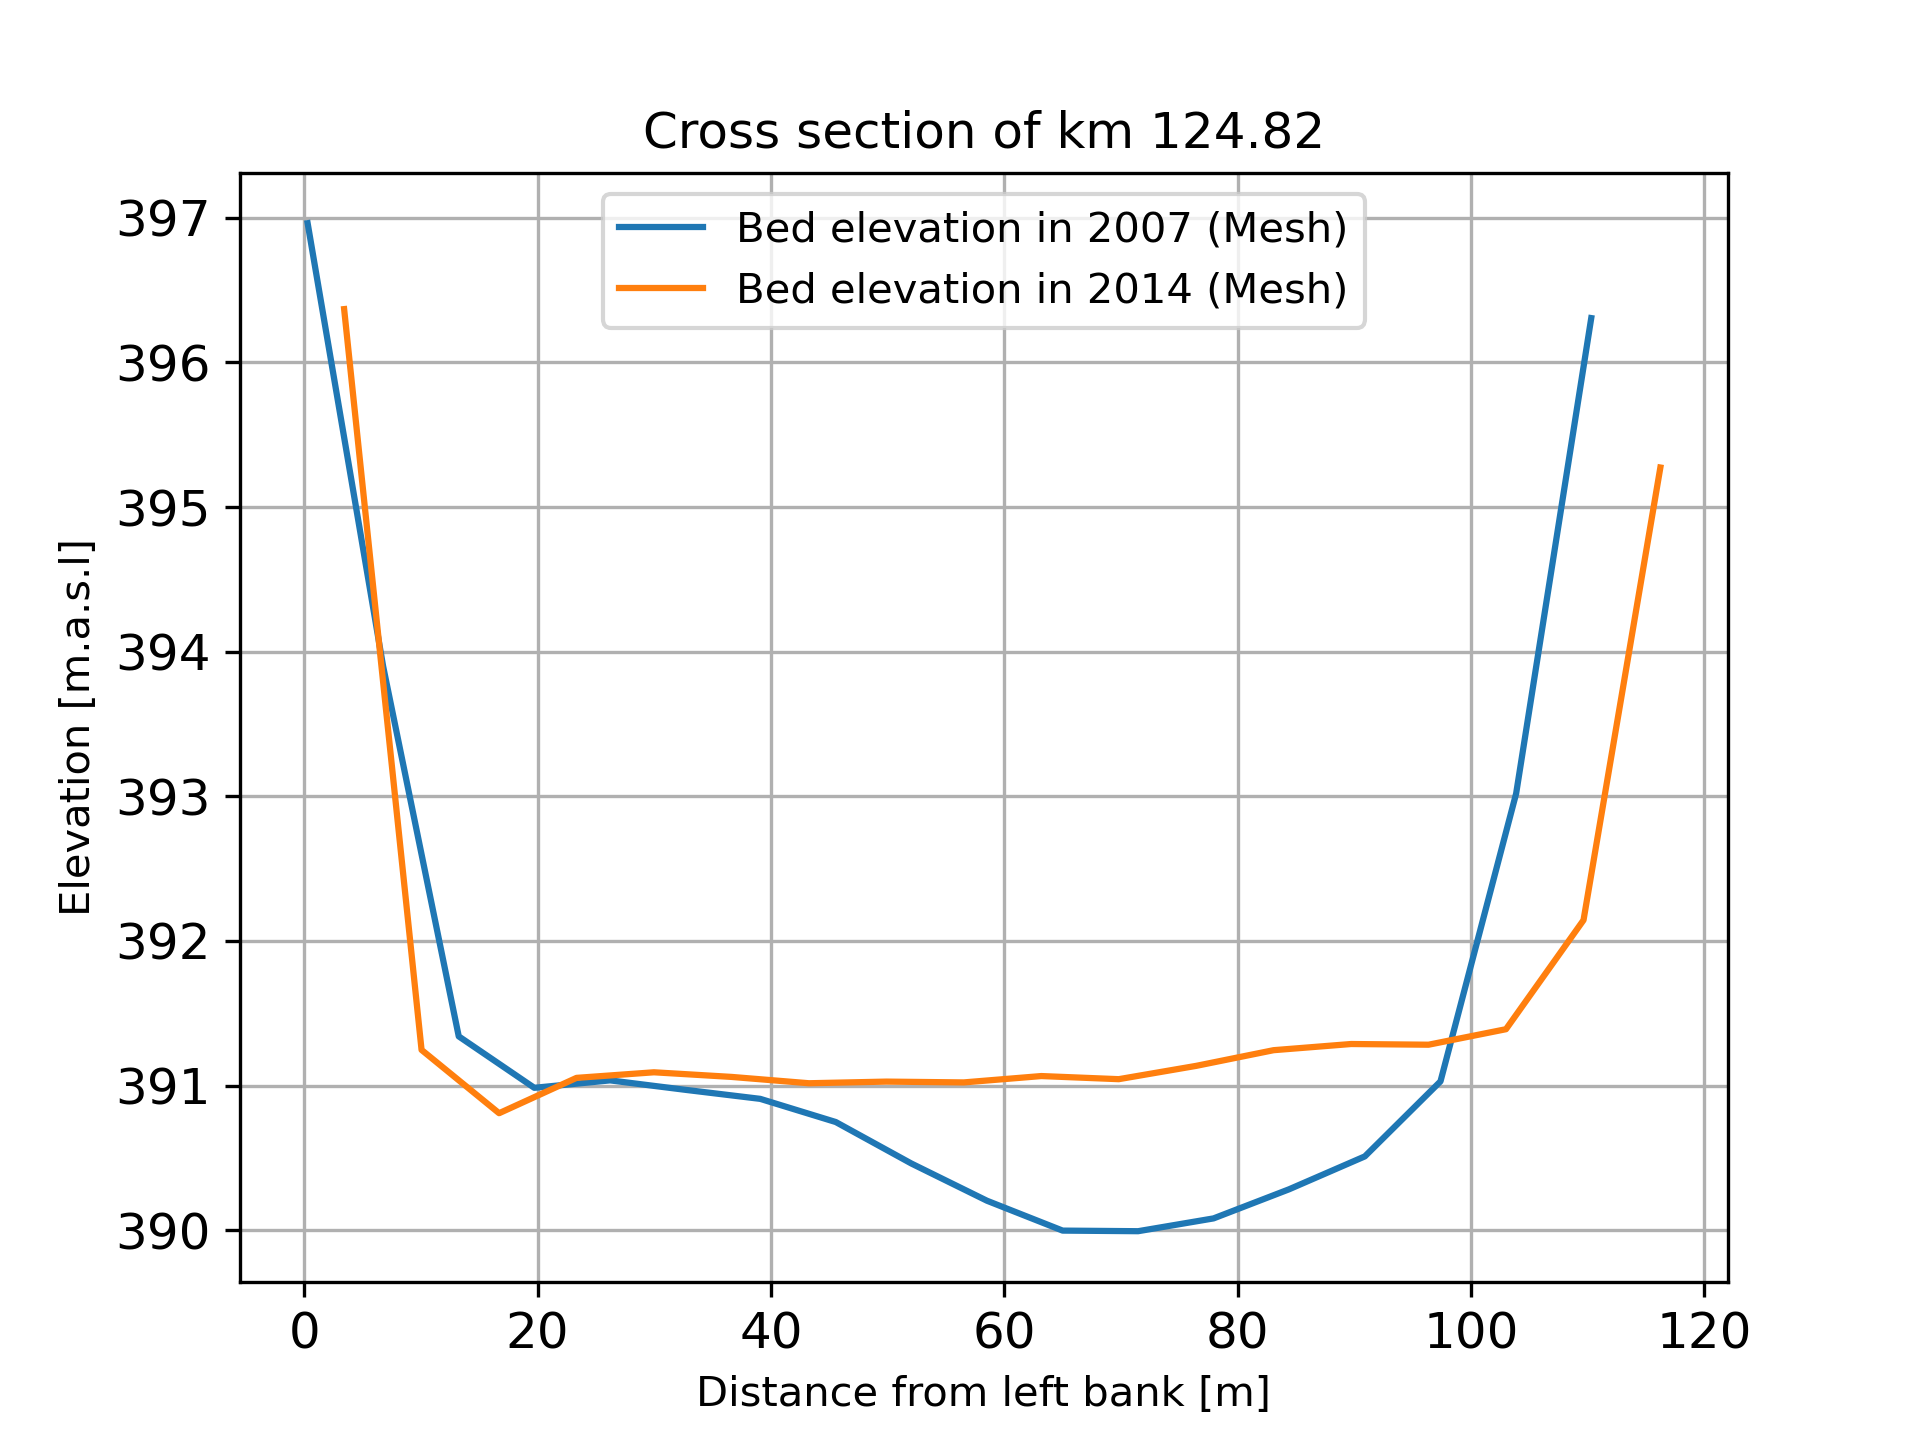 Cross section of km 124.82
Bed elevation in 2007 (Mesh)
Bed elevation in 2014 (Mesh)
Elevation [m.a.s.l]
397
396
395
394
393
392
391
390
0 20 40 60 80 100 120
Distance from left bank [m]